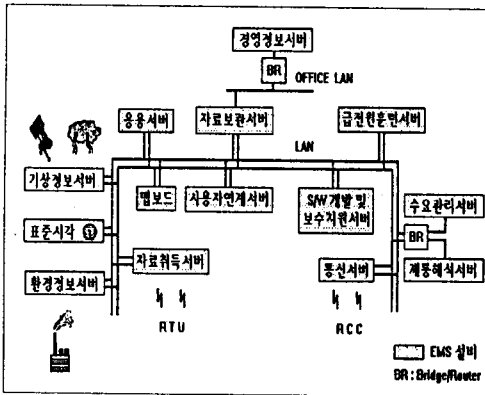 경영정보서버
BR
OFFICE LAN
응용서버
자료보관서버
급전원훈련서버
LAN
기상정보서버
맵보드
사용자연계서버
S/W 개발 및
보수지원서버
수요관리서버
표준시각
BR
자료취득서버
통신서버
계통해석서버
환경정보서버
RTU
RCC
EMS 설비
BR : Bridge/Router